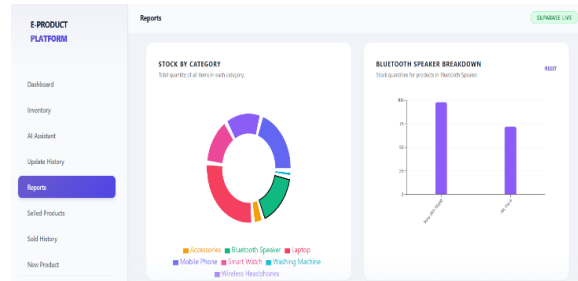 E-PRODUCT
PLATFORM
Dashboard
Inventory
AI Assistant
Update History
Reports
Selled Products
Sold History
New Product
Reports
SUPABASE LIVE
STOCK BY CATEGORY
Total quantity of all items in each category.
Accessories Bluetooth Speaker Laptop
Mobile Phone Smart Watch Washing Machine
Wireless Headphones
BLUETOOTH SPEAKER BREAKDOWN
Stock quantities for products in Bluetooth Speaker
RESET
100
75
50
25
0